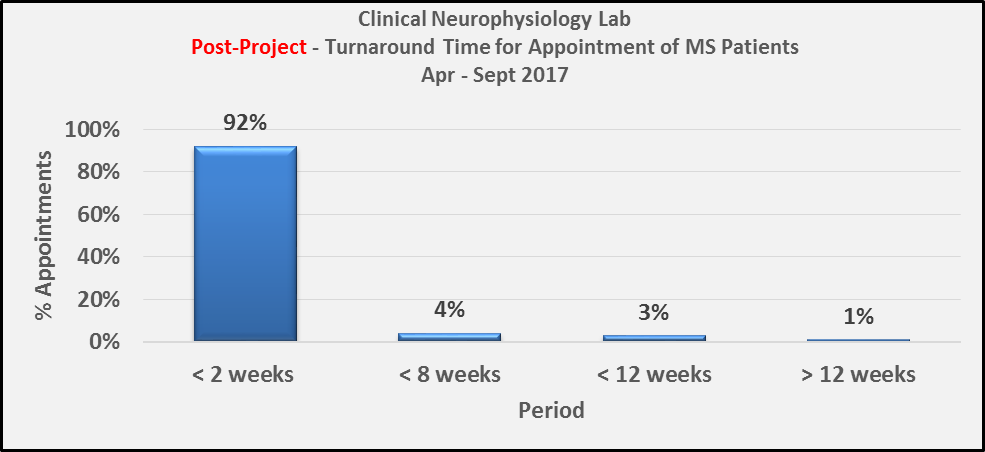 Clinical Neurophysiology Lab
Post-Project - Turnaround Time for Appointment of MS Patients
Apr - Sept 2017
% Appointments
100%
80%
60%
40%
20%
0%
92%
4%
3%
1%
< 2 weeks
< 8 weeks
< 12 weeks
> 12 weeks
Period